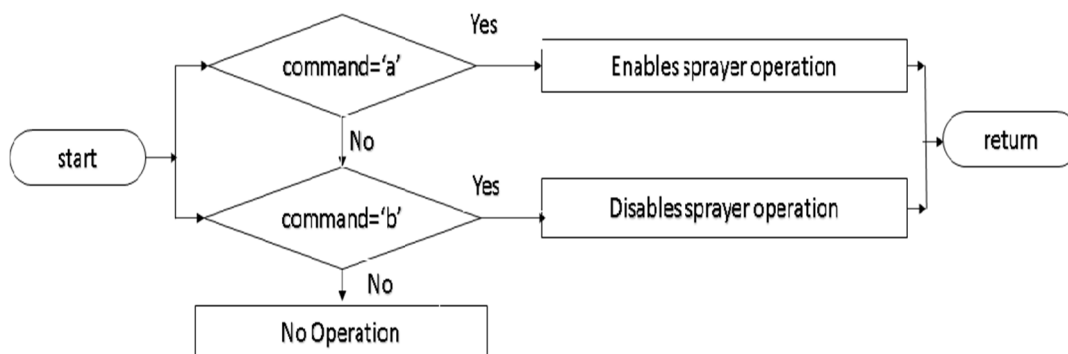 Yes
command='a'
Enables sprayer operation
No
start
return
Yes
command='b'
Disables sprayer operation
No
No Operation